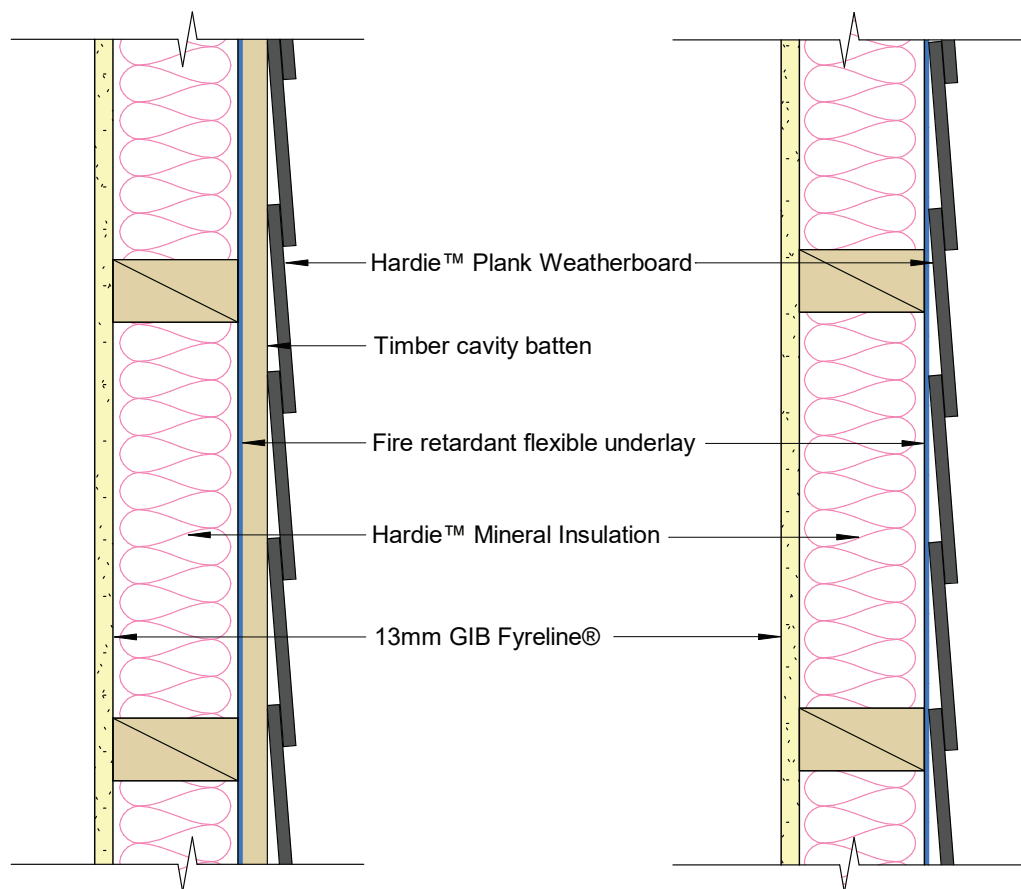 Hardie™ Plank Weatherboard
Timber cavity batten
Fire retardant flexible underlay
Hardie™ Mineral Insulation
13mm GIB Fyreline®